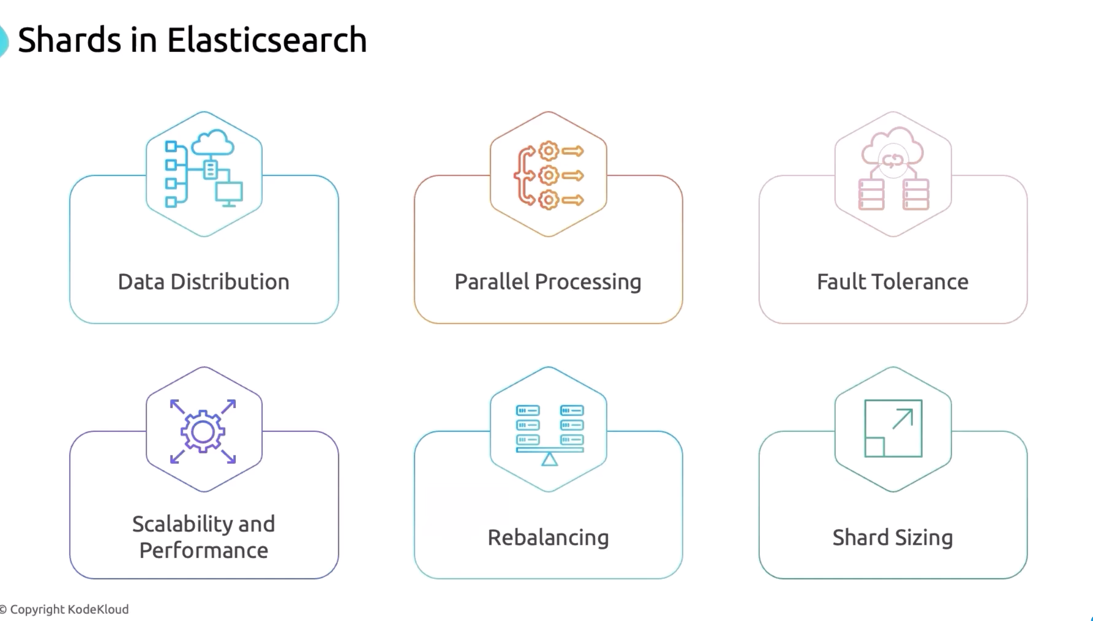 Shards in Elasticsearch
Data Distribution
Parallel Processing
Fault Tolerance
Scalability and
Performance
Rebalancing
Shard Sizing
© Copyright KodeKloud